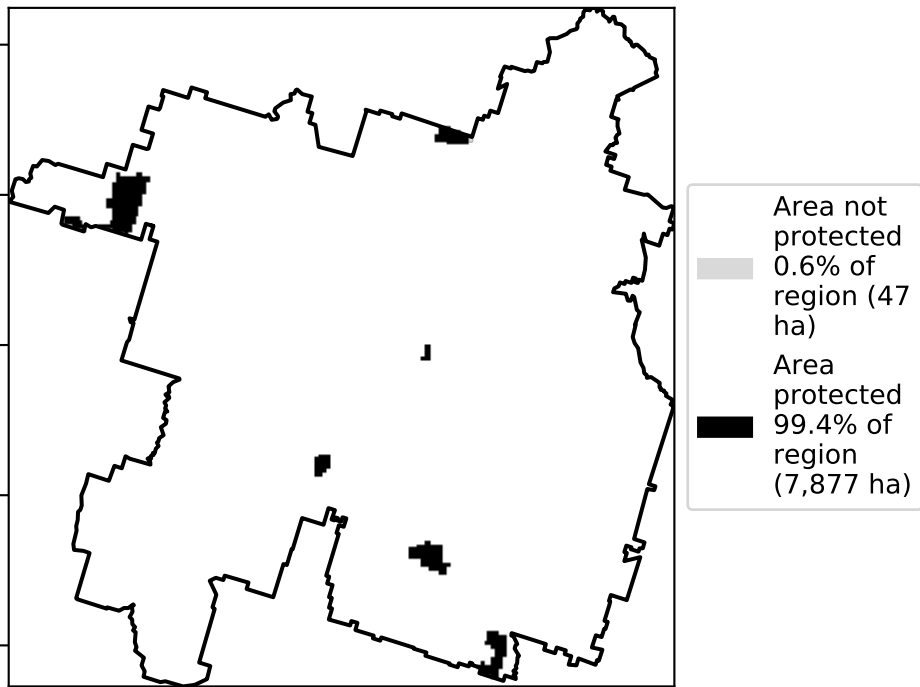 Area not
protected
0.6% of
region (47
ha)
Area
protected
99.4% of
region
(7,877 ha)